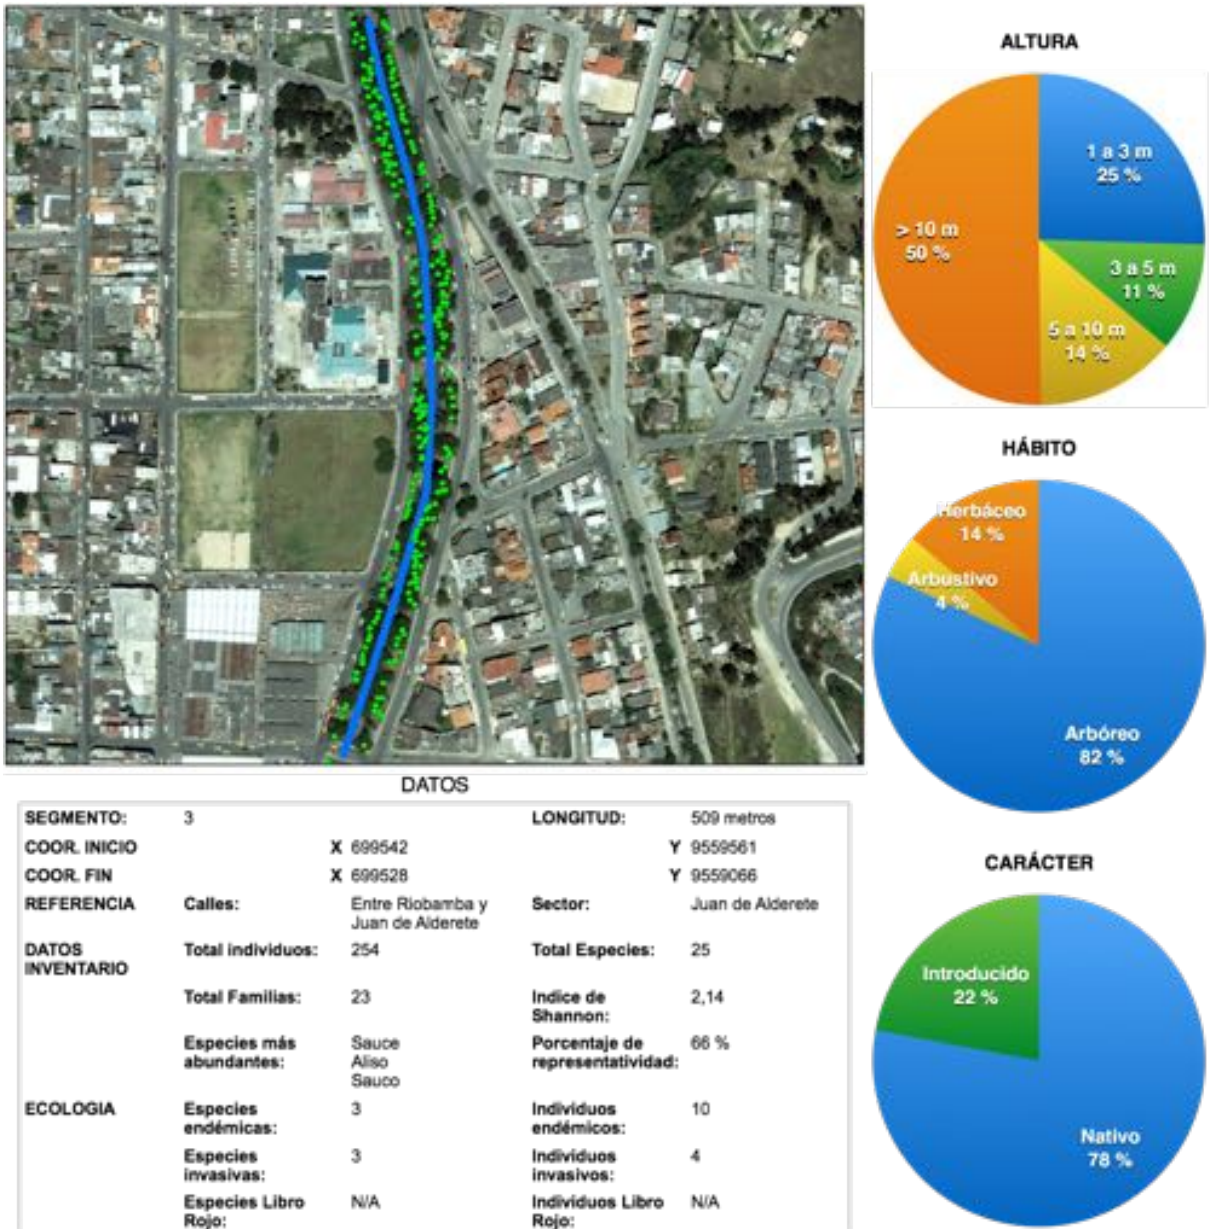 ALTURA
1 a 3 m
25 %
> 10 m
50 %
3 a 5 m
11 %
5 a 10 m
14 %
HÁBITO
Herbáceo
14 %
Arbustivo
4 %
Arbóreo
82 %
CARÁCTER
Introducido
22 %
Nativo
78 %
DATOS
SEGMENTO: 3 LONGITUD: 509 metros
COOR. INICIO X 699542 Y 9559561
COOR. FIN X 699528 Y 9559066
REFERENCIA Calles: Entre Riobamba y Sector: Juan de Alderete
Juan de Alderete
DATOS Total individuos: 254 Total Especies: 25
INVENTARIO
Total Familias: 23 Indice de 2,14
Shannon:
Especies más Sauce Porcentaje de 66 %
abundantes: Aliso representatividad:
Sauco
ECOLOGIA Especies 3 Individuos 10
endémicas: endémicos:
Especies 3 Individuos 4
invasivas: invasivos:
Especies Libro N/A Individuos Libro N/A
Rojo: Rojo: